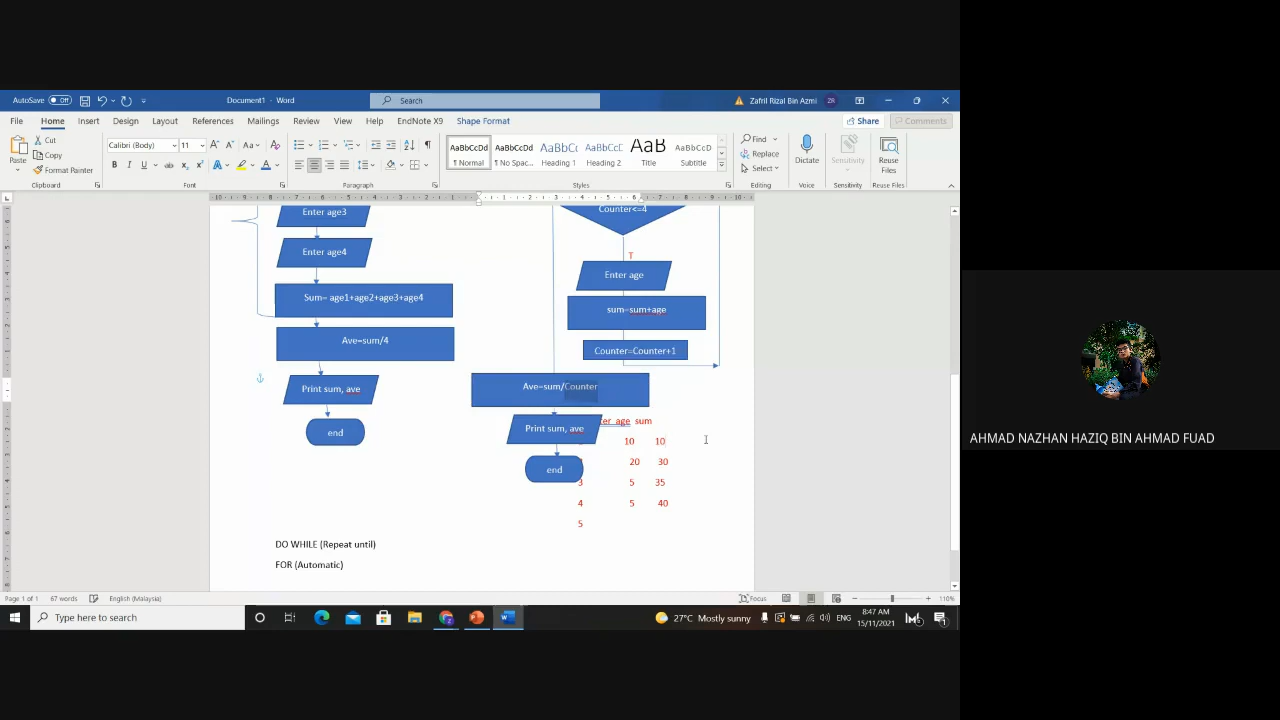 AutoSave Off Document1 - Word Search Zafril Rizal Bin Azmi ZR
File Home Insert Design Layout References Mailings Review View Help EndNote X9 Shape Format Share Comments
Paste Cut Copy Format Painter
Calibri (Body) 11
AaBbCcDd AaBbCcDd AaBbCc AaBbCcC AaB AaBbCcD
¶ Normal ¶ No Spac... Heading 1 Heading 2 Title Subtitle
Find Replace Select
Dictate Sensitivity Reuse Files
Clipboard Font Paragraph Styles Editing Voice Sensitivity Reuse Files
Enter age3
Enter age4
Sum= age1+age2+age3+age4
Ave=sum/4
Print sum, ave
end
Counter<=4
T
Enter age
sum=sum+age
Counter=Counter+1
Ave=sum/Counter
Print sum, ave
end
age sum
10 10
20 30
3 5 35
4 5 40
5
DO WHILE (Repeat until)
FOR (Automatic)
Page 1 of 1 67 words English (Malaysia) Focus 110%
Type here to search 27°C Mostly sunny ENG 8:47 AM
15/11/2021
AHMAD NAZHAN HAZIQ BIN AHMAD FUAD